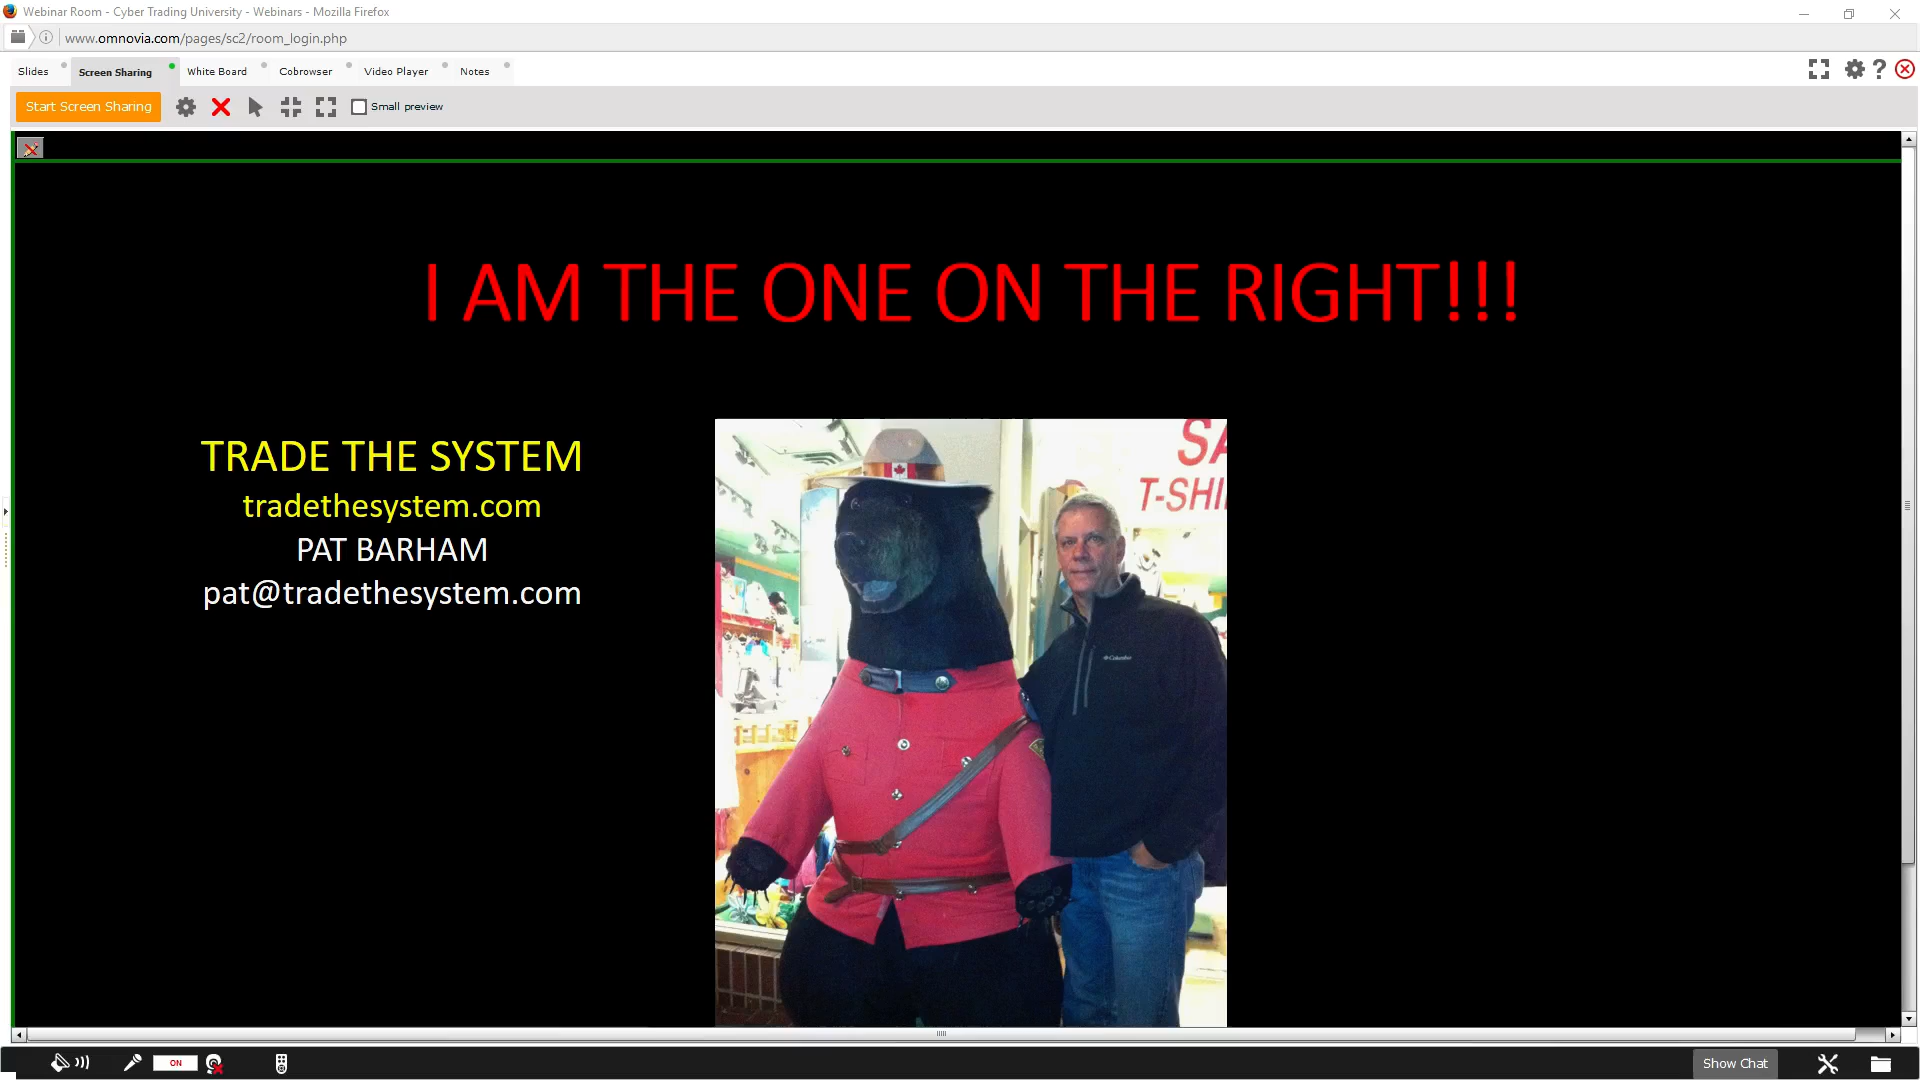 Webinar Room - Cyber Trading University - Webinars - Mozilla Firefox
www.omnovia.com/pages/sc2/room_login.php
Slides
Screen Sharing
White Board
Cobrowser
Video Player
Notes
Start Screen Sharing
Small preview
I AM THE ONE ON THE RIGHT!!!
TRADE THE SYSTEM
tradethesystem.com
PAT BARHAM
pat@tradethesystem.com
SA
T-SHI
Columbia
ON
Show Chat